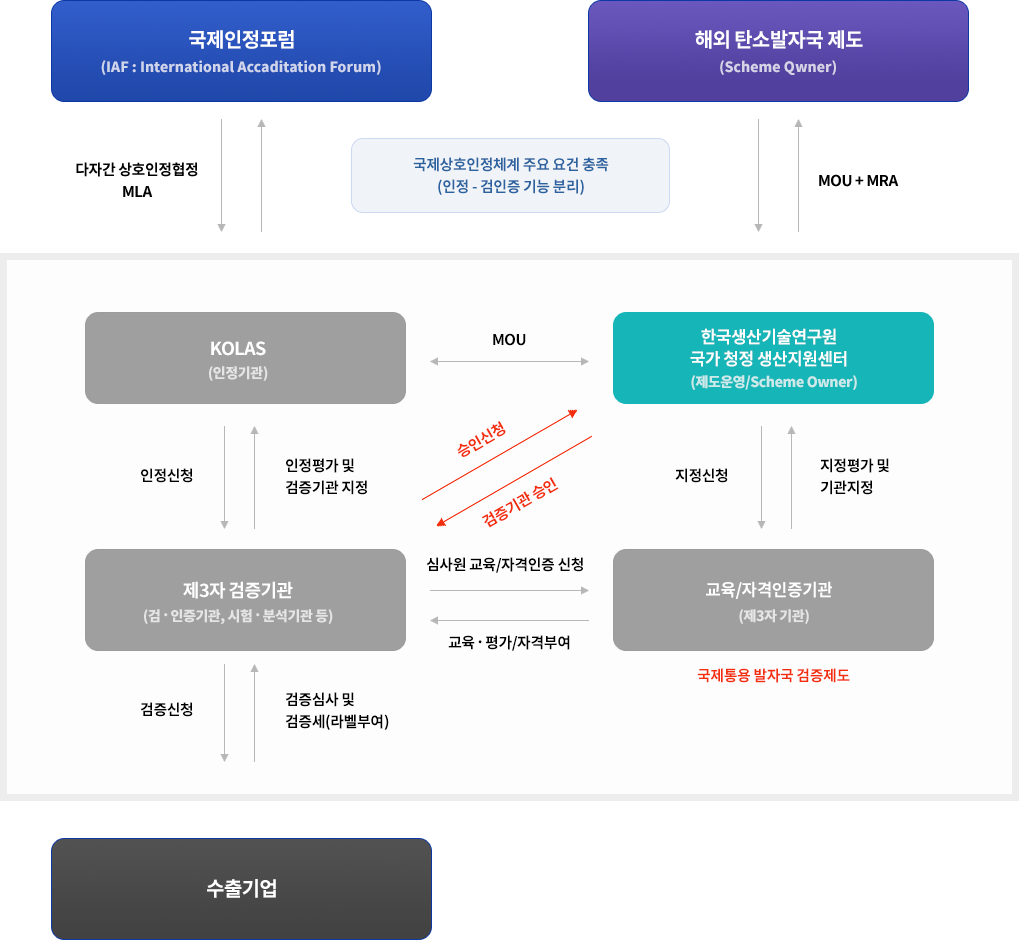 국제인정포럼
(IAF : International Accaditation Forum)
해외 탄소발자국 제도
(Scheme Qwner)
다자간 상호인정협정
MLA
국제상호인정체계 주요 요건 충족
(인정 - 검인증 기능 분리)
MOU + MRA
KOLAS
(인정기관)
MOU
한국생산기술연구원
국가 청정 생산지원센터
(제도운영/Scheme Owner)
승인신청
검증기관 승인
인정신청
인정평가 및
검증기관 지정
지정신청
지정평가 및
기관지정
제3자 검증기관
(검 · 인증기관, 시험 · 분석기관 등)
심사원 교육/자격인증 신청
교육 · 평가/자격부여
교육/자격인증기관
(제3자 기관)
국제통용 발자국 검증제도
검증신청
검증심사 및
검증세(라벨부여)
수출기업